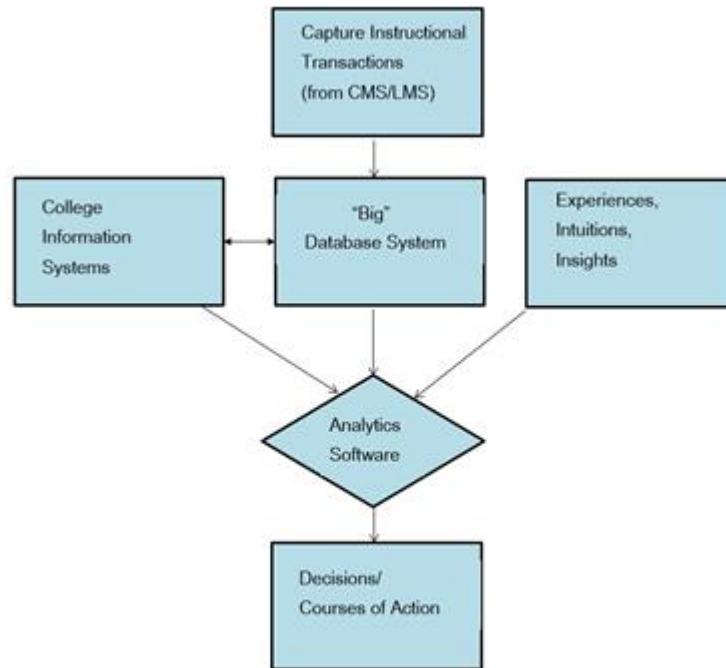 Capture Instructional
Transactions
(from CMS/LMS)
College
Information
Systems
"Big"
Database System
Experiences,
Intuitions,
Insights
Analytics
Software
Decisions/
Courses of Action